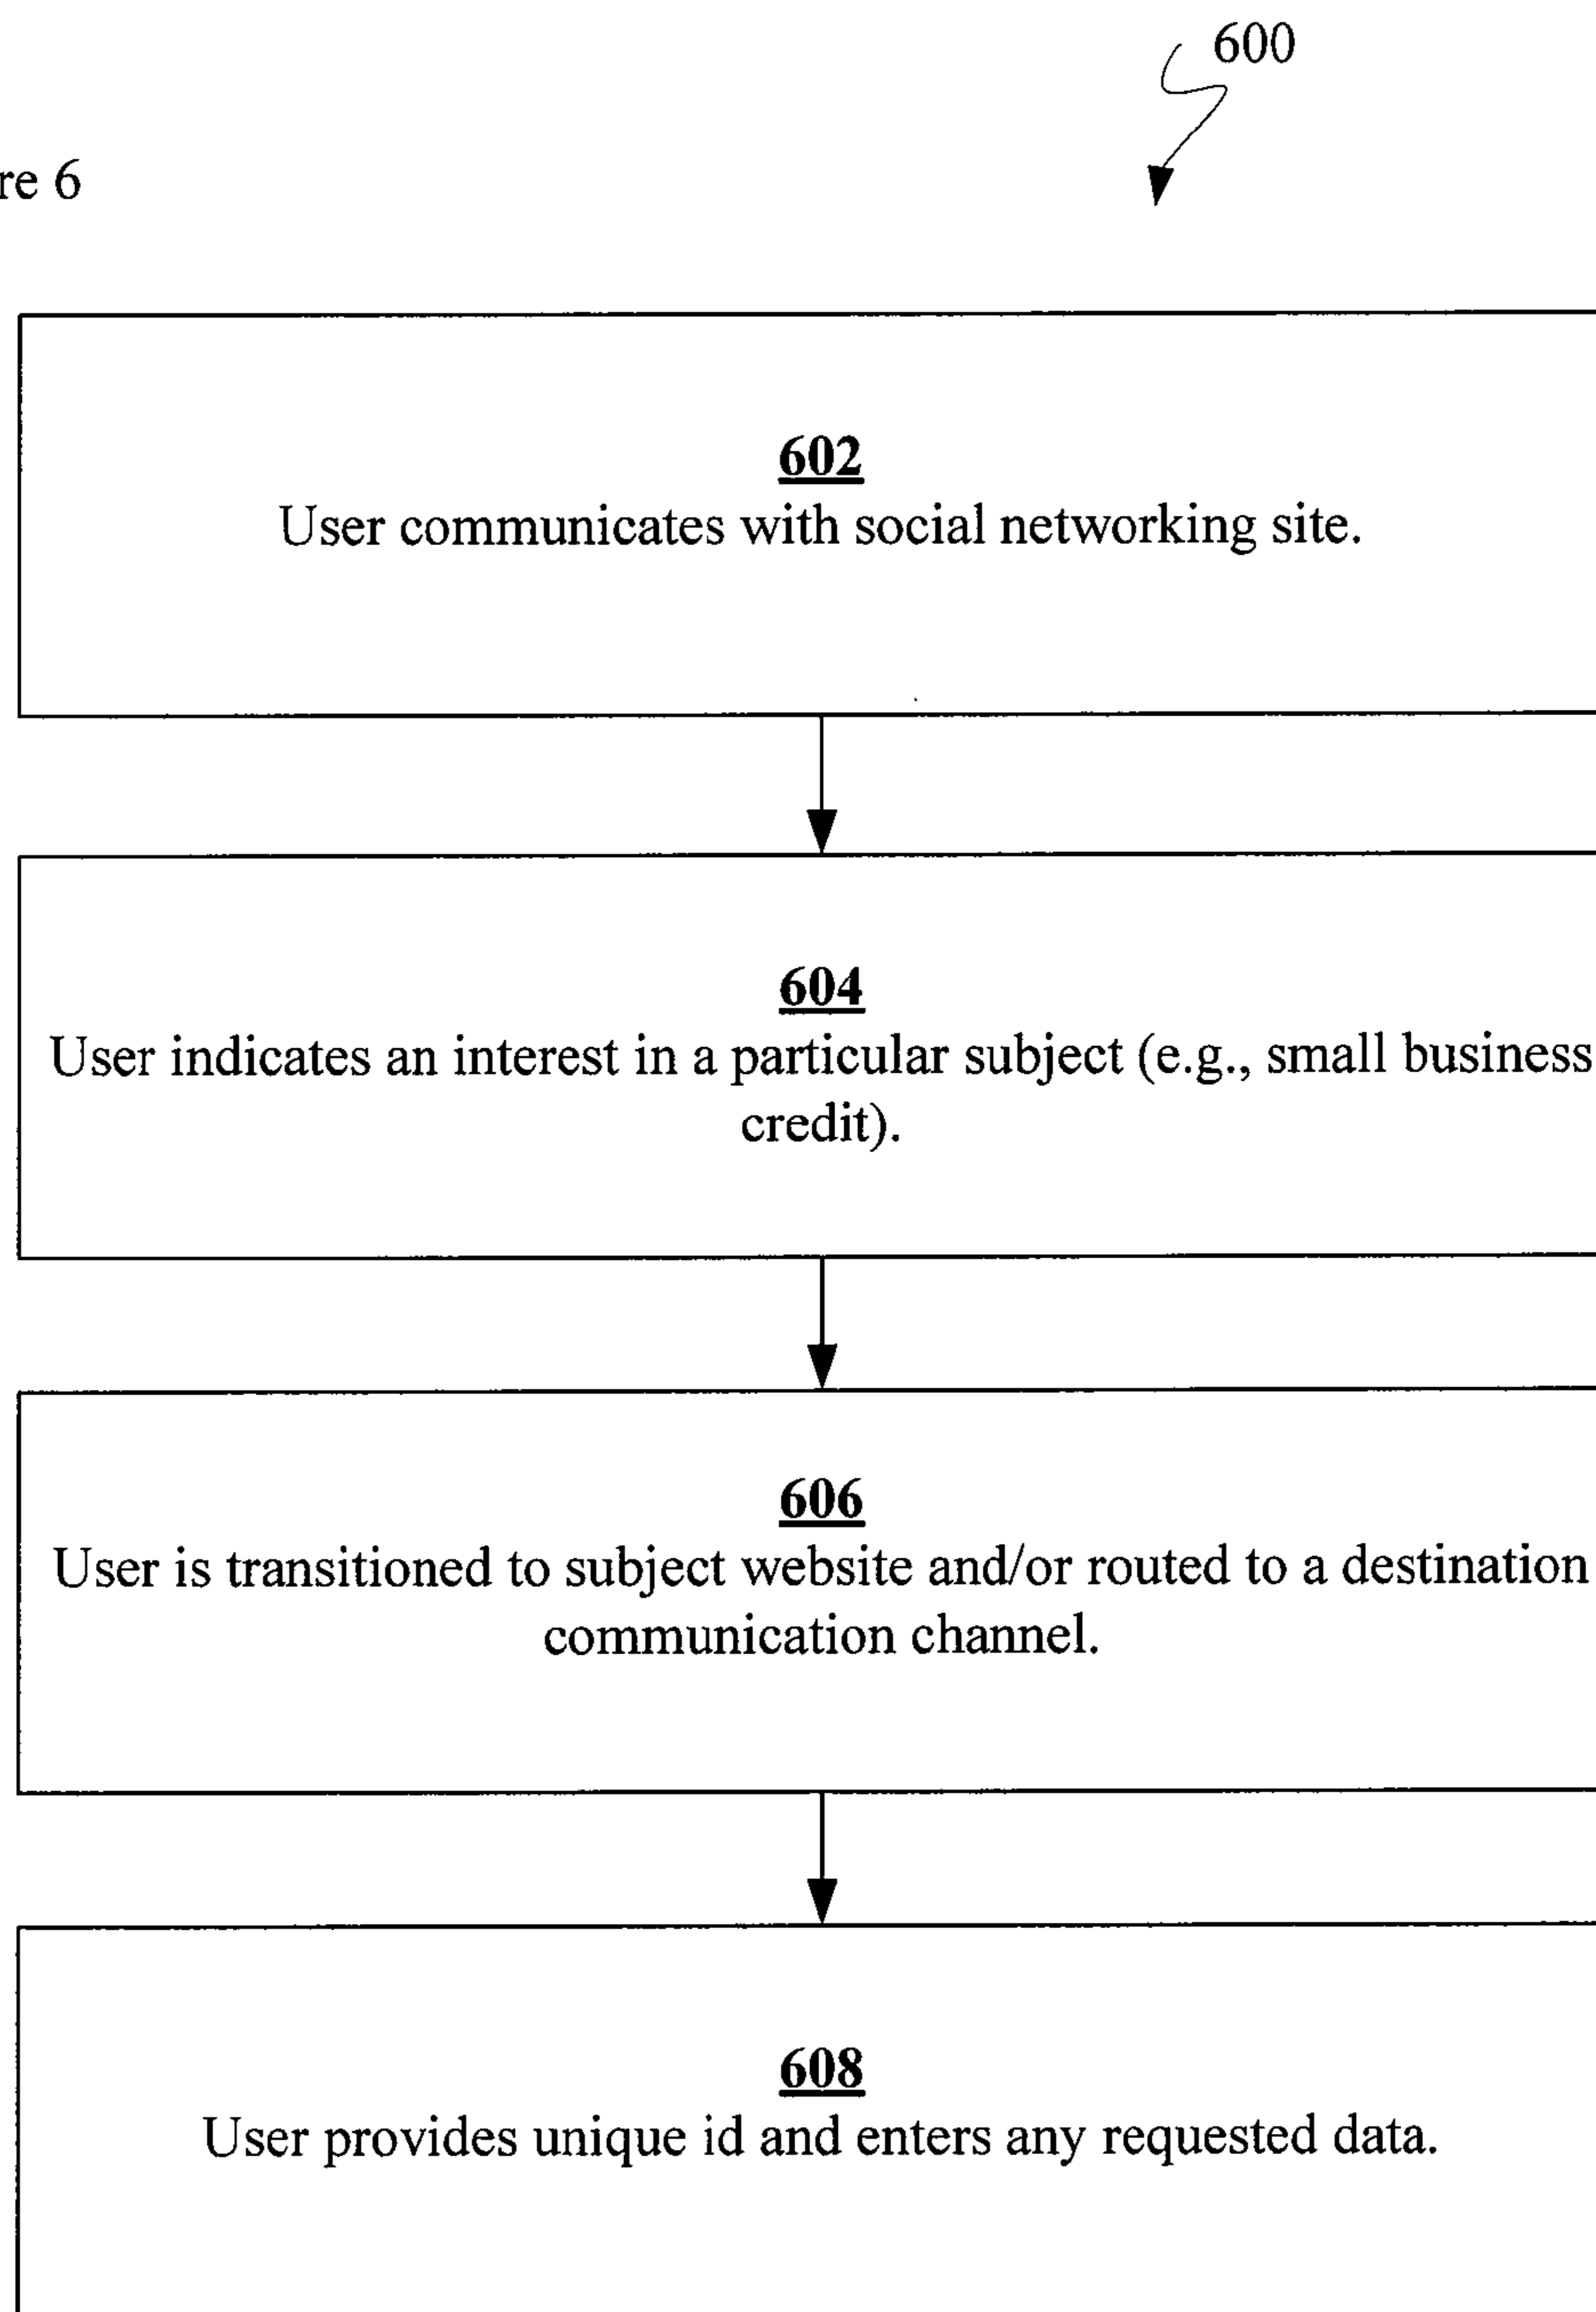 600
re 6
602
User communicates with social networking site.
604
User indicates an interest in a particular subject (e.g., small business
credit).
606
User is transitioned to subject website and/or routed to a destination
communication channel.
608
User provides unique id and enters any requested data.